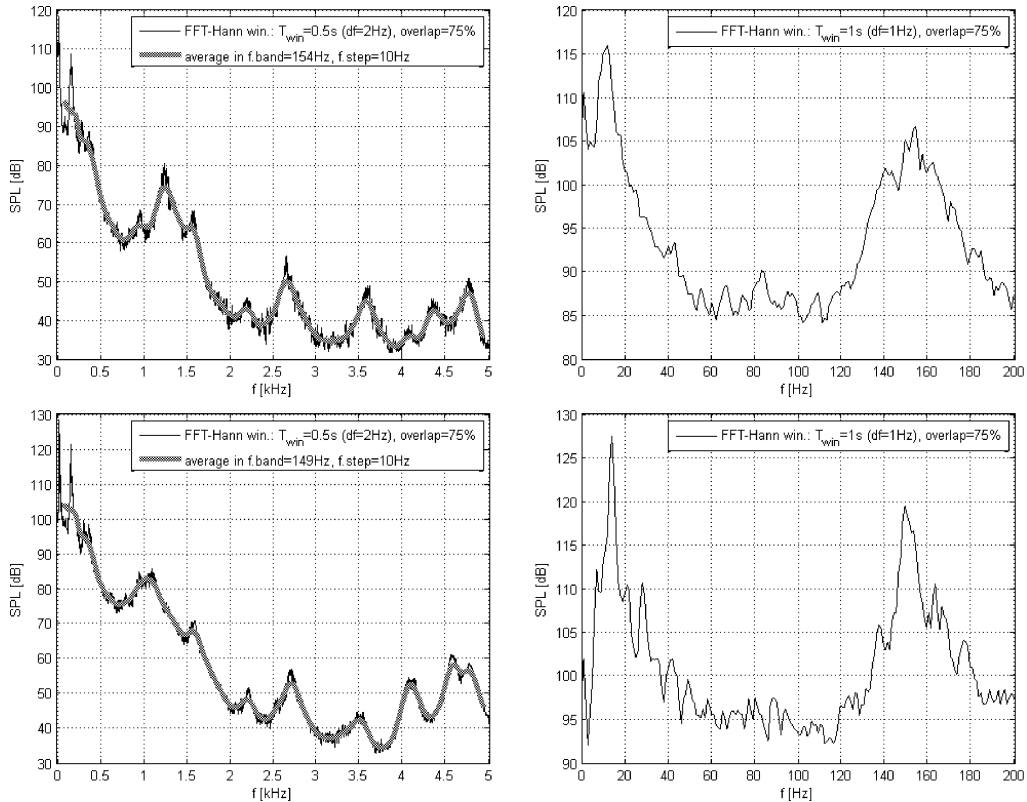 FFT-Hann win.: Twin=0.5s (df=2Hz), overlap=75%
average in f.band=154Hz, f.step=10Hz
120
110
100
90
80
70
60
50
40
30
SPL [dB]
0 0.5 1 1.5 2 2.5 3 3.5 4 4.5 5
f [kHz]
FFT-Hann win.: Twin=1s (df=1Hz), overlap=75%
120
115
110
105
100
95
90
85
80
SPL [dB]
0 20 40 60 80 100 120 140 160 180 200
f [Hz]
FFT-Hann win.: Twin=0.5s (df=2Hz), overlap=75%
average in f.band=149Hz, f.step=10Hz
130
120
110
100
90
80
70
60
50
40
30
SPL [dB]
0 0.5 1 1.5 2 2.5 3 3.5 4 4.5 5
f [kHz]
FFT-Hann win.: Twin=1s (df=1Hz), overlap=75%
130
125
120
115
110
105
100
95
90
SPL [dB]
0 20 40 60 80 100 120 140 160 180 200
f [Hz]